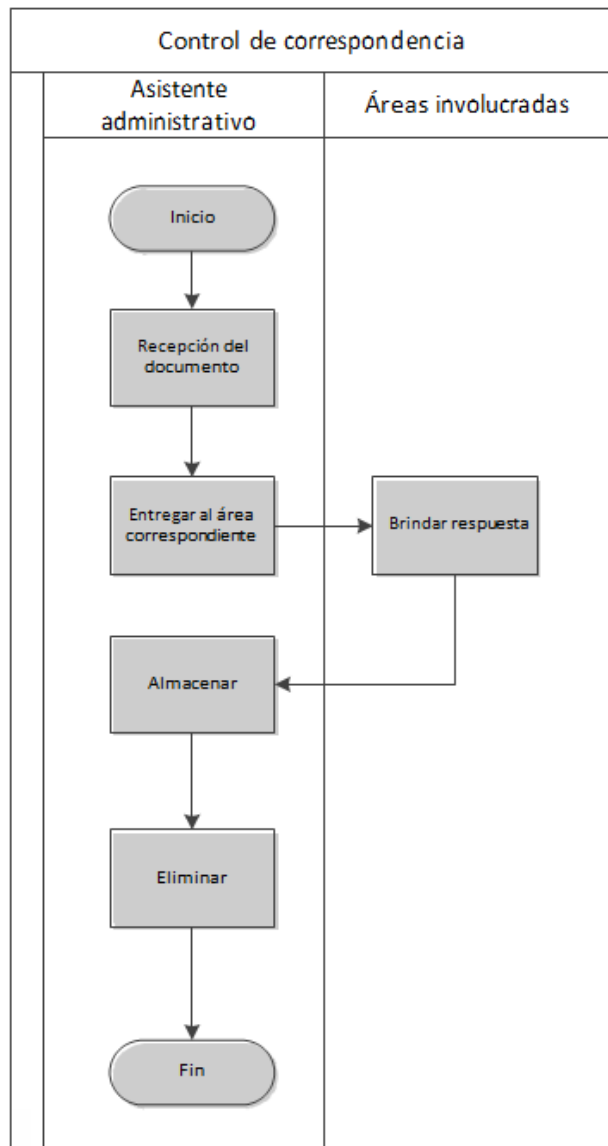 Control de correspondencia
Asistente
administrativo
Áreas involucradas
Inicio
Recepción del
documento
Entregar al área
correspondiente
Brindar respuesta
Almacenar
Eliminar
Fin